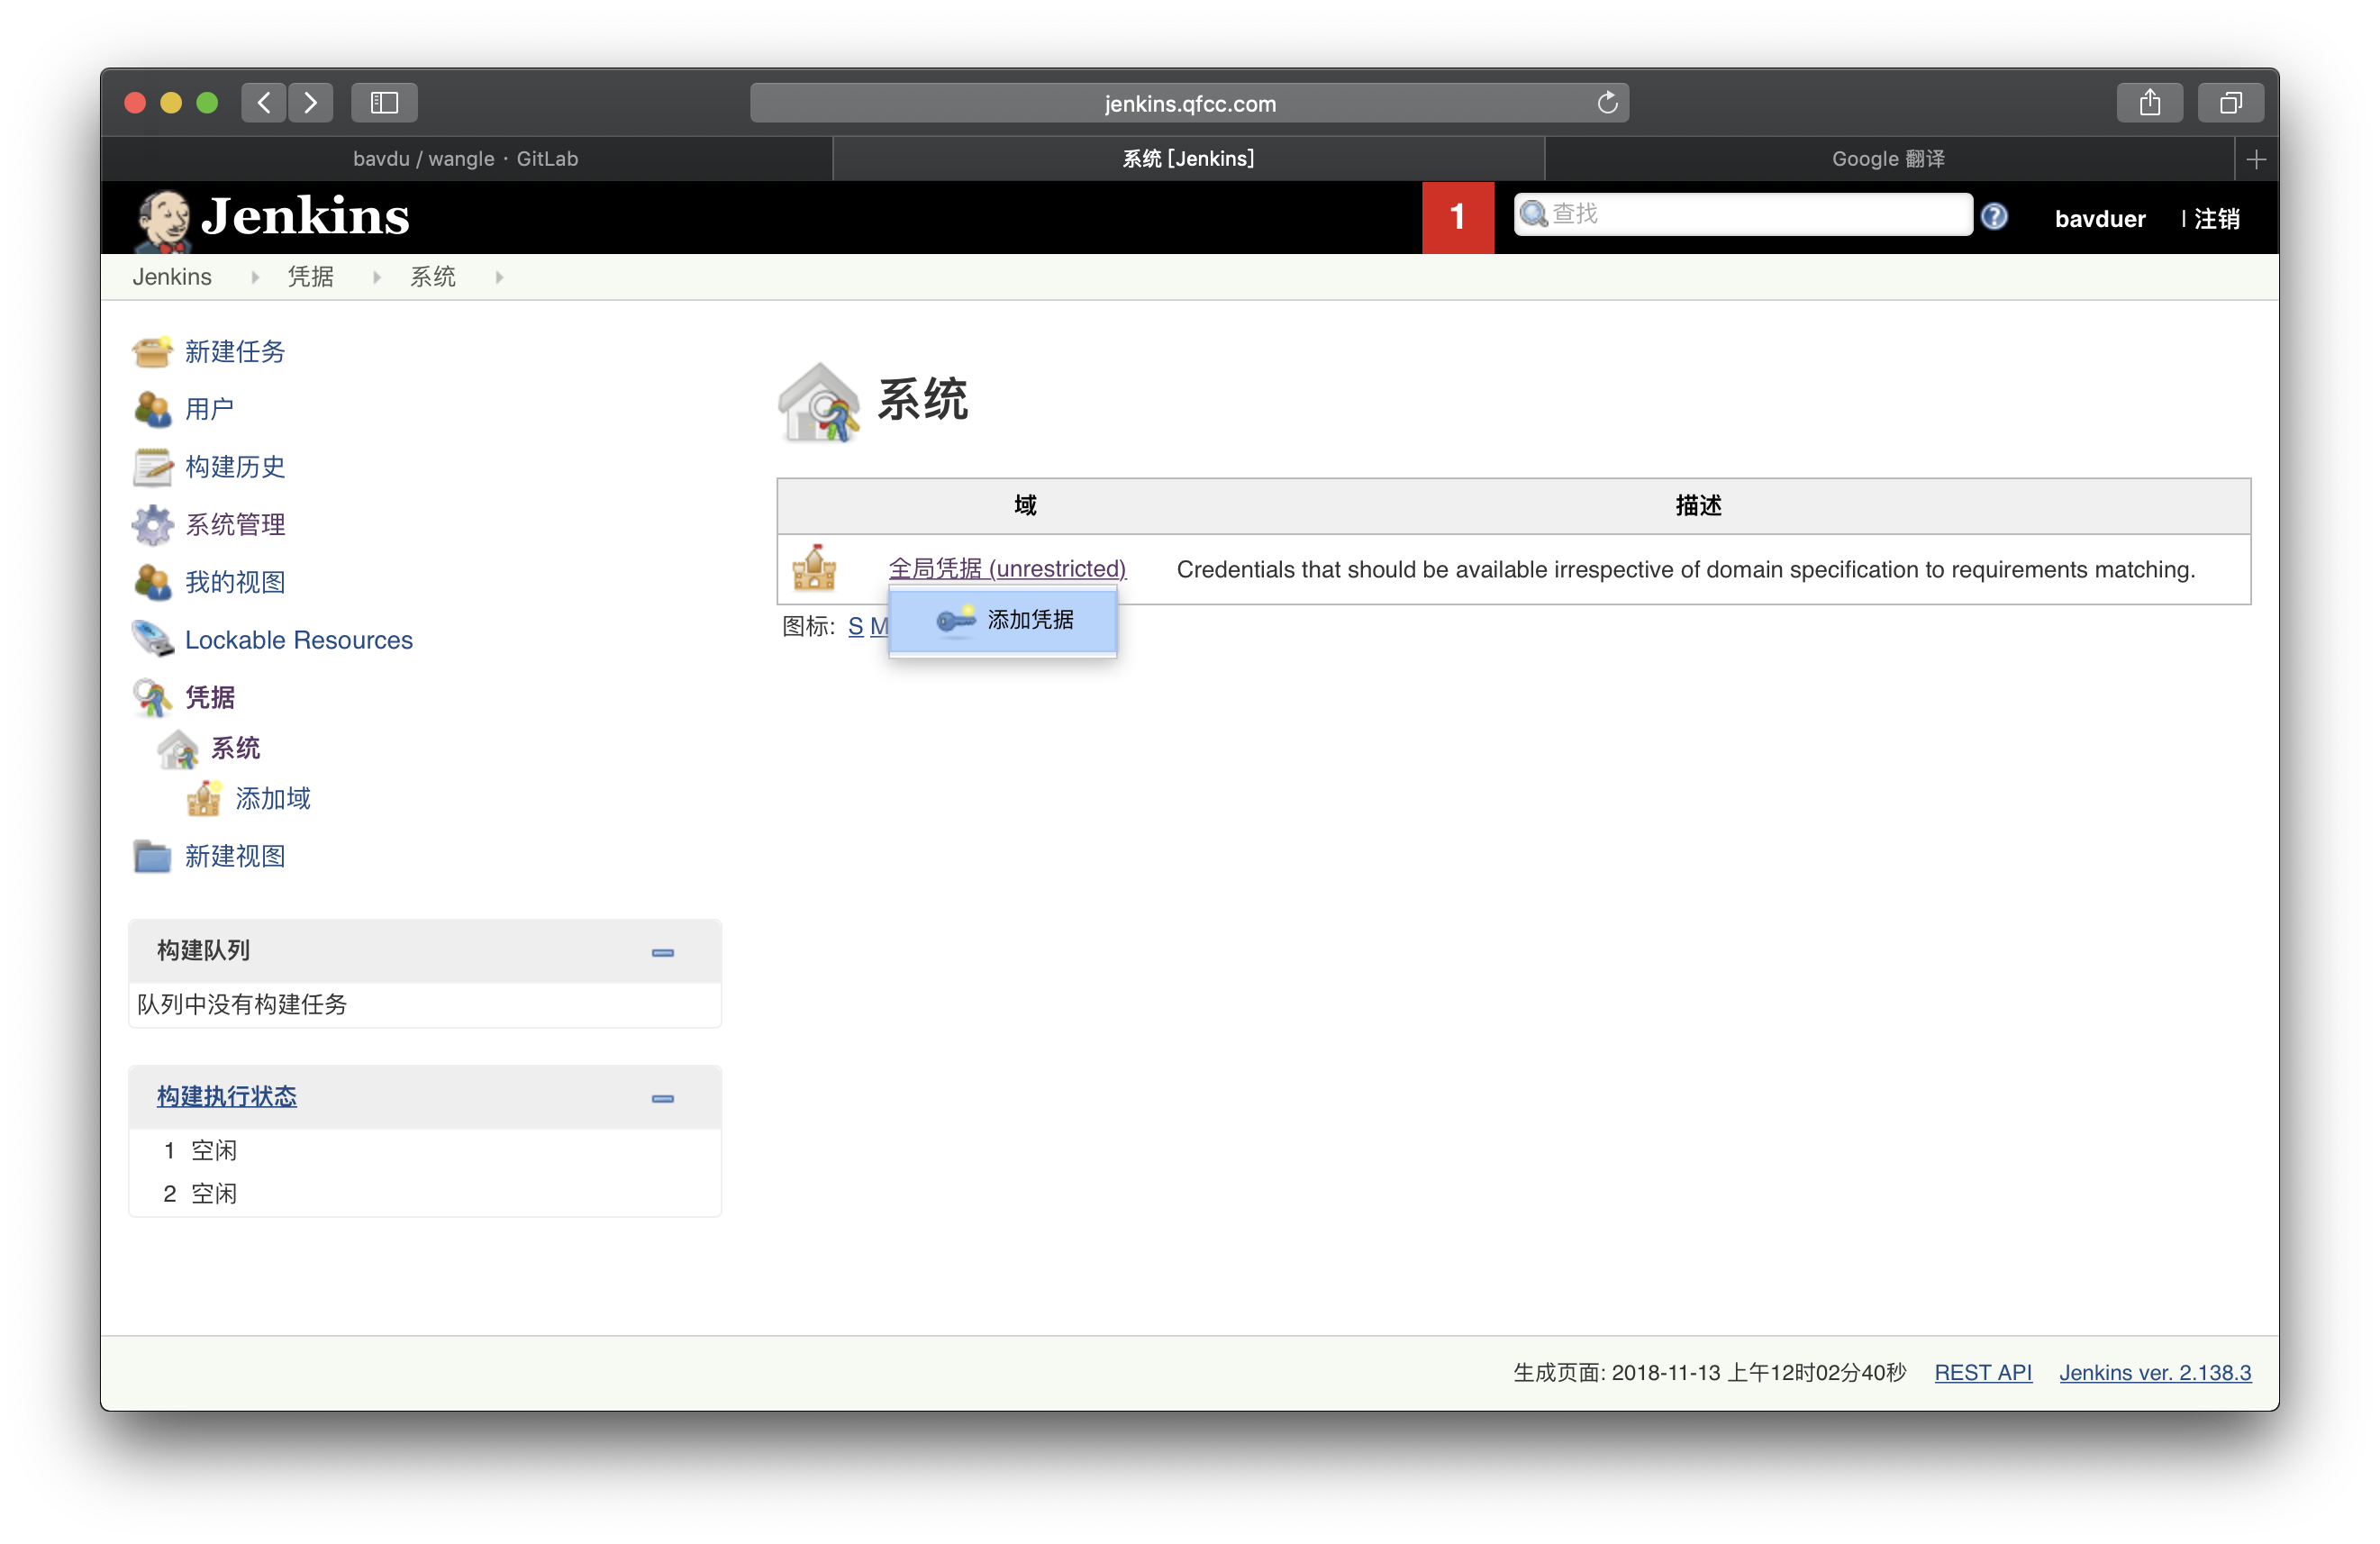 jenkins.qfcc.com
bavdu / wangle · GitLab
系统 [Jenkins]
Google 翻译
Jenkins
1
查找
bavduer
| 注销
Jenkins
凭据
系统
新建任务
用户
构建历史
系统管理
我的视图
Lockable Resources
凭据
系统
添加域
新建视图
构建队列
队列中没有构建任务
构建执行状态
1 空闲
2 空闲
系统
域 描述
全局凭据 (unrestricted) Credentials that should be available irrespective of domain specification to requirements matching.
添加凭据
图标: S M
生成页面: 2018-11-13 上午12时02分40秒 REST API Jenkins ver. 2.138.3